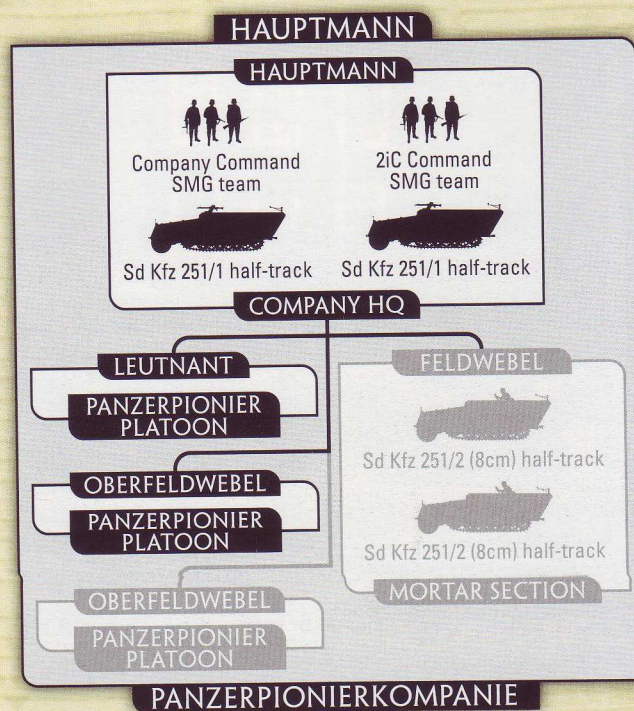 HAUPTMANN
HAUPTMANN
Company Command
SMG team
2iC Command
SMG team
Sd Kfz 251/1 half-track
Sd Kfz 251/1 half-track
COMPANY HQ
LEUTNANT
PANZERPIONIER
PLATOON
OBERFELDWEBEL
PANZERPIONIER
PLATOON
OBERFELDWEBEL
PANZERPIONIER
PLATOON
FELDWEBEL
Sd Kfz 251/2 (8cm) half-track
Sd Kfz 251/2 (8cm) half-track
MORTAR SECTION
PANZERPIONIERKOMPANIE